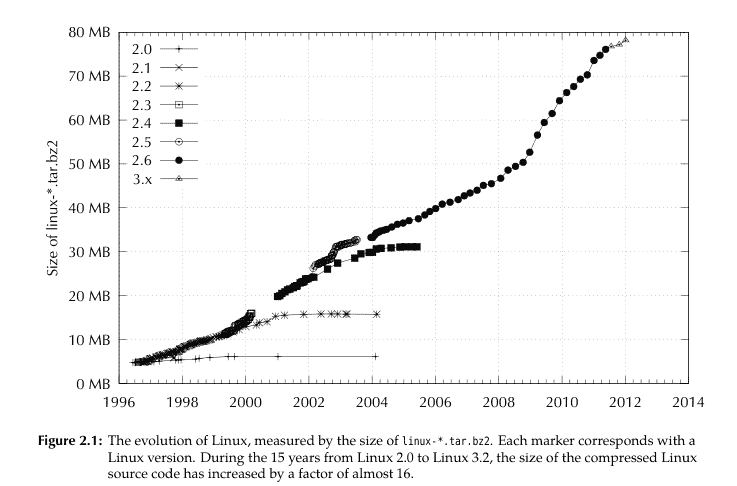 80 MB
70 MB
60 MB
50 MB
40 MB
30 MB
20 MB
10 MB
0 MB
Size of linux-*.tar.bz2
2.0
2.1
2.2
2.3
2.4
2.5
2.6
3.x
1996 1998 2000 2002 2004 2006 2008 2010 2012 2014
Figure 2.1: The evolution of Linux, measured by the size of linux-*.tar.bz2. Each marker corresponds with a
Linux version. During the 15 years from Linux 2.0 to Linux 3.2, the size of the compressed Linux
source code has increased by a factor of almost 16.